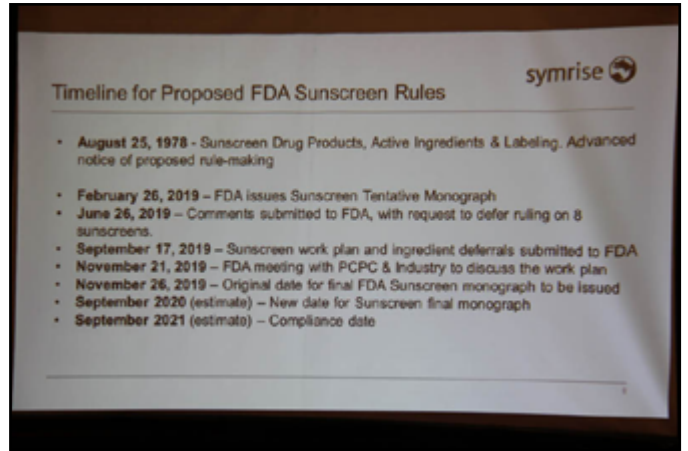 symrise
Timeline for Proposed FDA Sunscreen Rules
• August 25, 1978 - Sunscreen Drug Products, Active Ingredients & Labeling. Advanced
notice of proposed rule-making
• February 26, 2019 – FDA issues Sunscreen Tentative Monograph
• June 26, 2019 – Comments submitted to FDA, with request to defer ruling on 8
sunscreens.
• September 17, 2019 – Sunscreen work plan and ingredient deferrals submitted to FDA
• November 21, 2019 – FDA meeting with PCPC & Industry to discuss the work plan
• November 26, 2019 – Original date for final FDA Sunscreen monograph to be issued
• September 2020 (estimate) – New date for Sunscreen final monograph
• September 2021 (estimate) – Compliance date